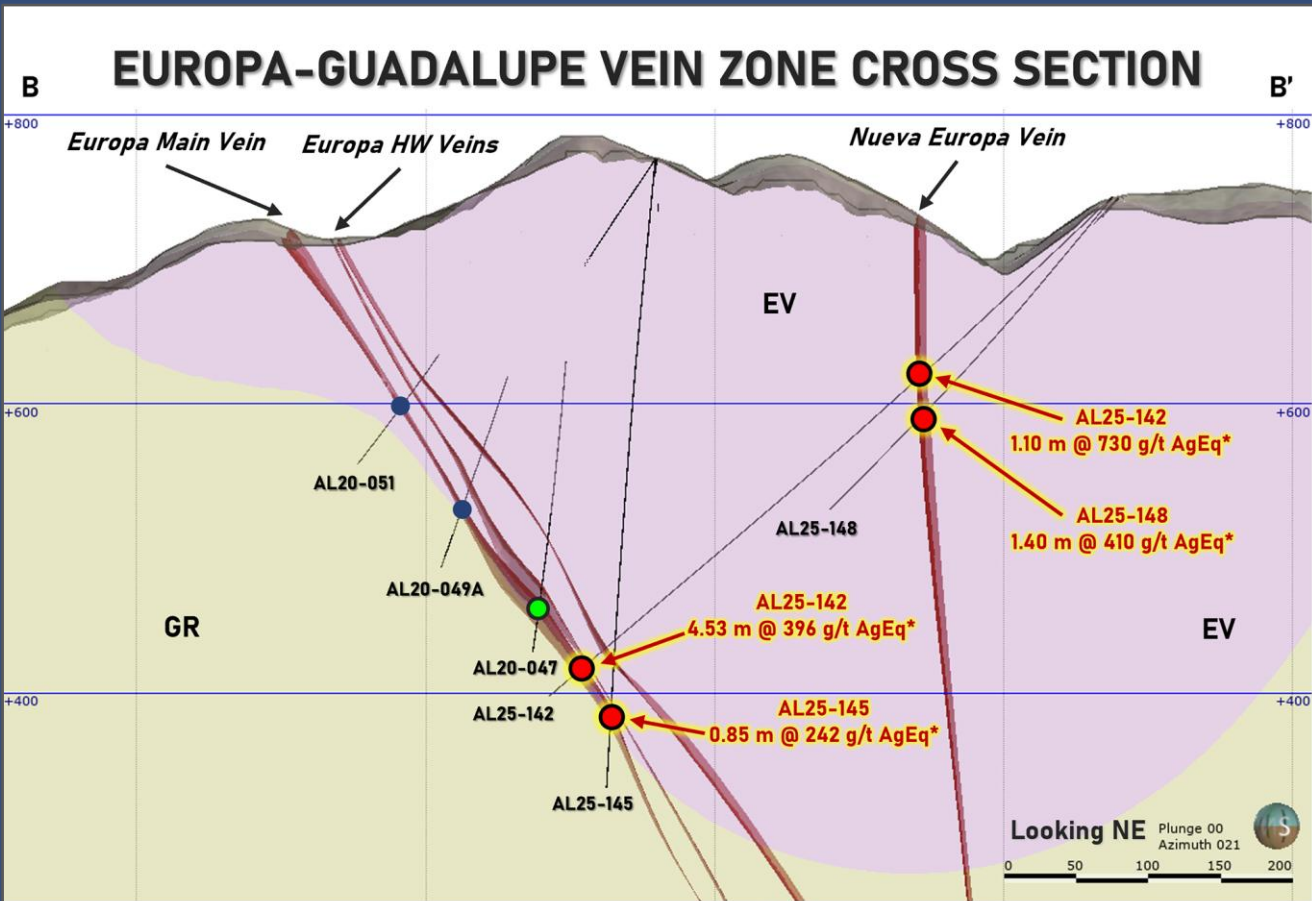 EUROPA-GUADALUPE VEIN ZONE CROSS SECTION
B
B'
+800
+800
Europa Main Vein
Europa HW Veins
Nueva Europa Vein
EV
+600
+600
AL25-142
1.10 m @ 730 g/t AgEq*
AL20-051
AL25-148
1.40 m @ 410 g/t AgEq*
AL25-148
AL20-049A
AL25-142
4.53 m @ 396 g/t AgEq*
GR
EV
AL20-047
AL25-142
+400
+400
AL25-145
0.85 m @ 242 g/t AgEq*
AL25-145
Looking NE
Plunge 00
Azimuth 021
S
0 50 100 150 200